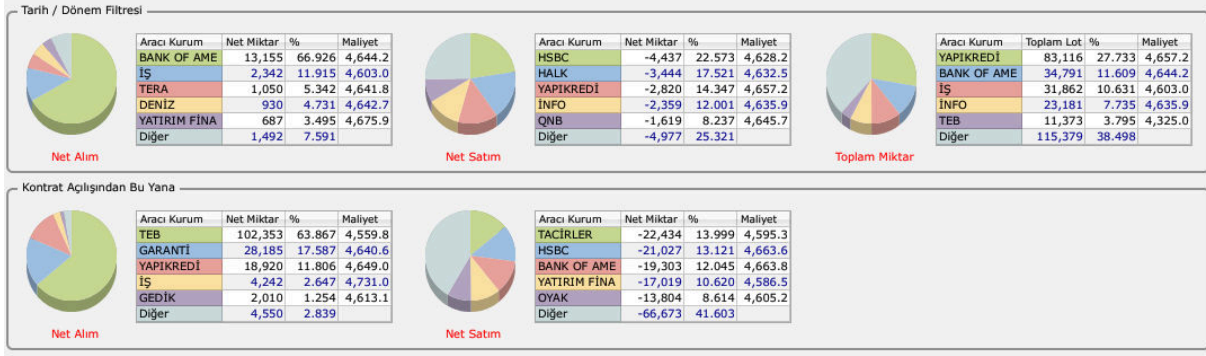 Tarih / Dönem Filtresi
Aracı Kurum Net Miktar % Maliyet
BANK OF AME 13,155 66.926 4,644.2
İŞ 2,342 11.915 4,603.0
TERA 1,050 5.342 4,641.8
DENİZ 930 4.731 4,642.7
YATIRIM FİNA 687 3.495 4,675.9
Diğer 1,492 7.591
Net Alım
Aracı Kurum Net Miktar % Maliyet
HSBC -4,437 22.573 4,628.2
HALK -3,444 17.521 4,632.5
YAPIKREDİ -2,820 14.347 4,657.2
İNFO -2,359 12.001 4,635.9
QNB -1,619 8.237 4,645.7
Diğer -4,977 25.321
Net Satım
Aracı Kurum Toplam Lot % Maliyet
YAPIKREDİ 83,116 27.733 4,657.2
BANK OF AME 34,791 11.609 4,644.2
İŞ 31,862 10.631 4,603.0
İNFO 23,181 7.735 4,635.9
TEB 11,373 3.795 4,325.0
Diğer 115,379 38.498
Toplam Miktar
Kontrat Açılışından Bu Yana
Aracı Kurum Net Miktar % Maliyet
TEB 102,353 63.867 4,559.8
GARANTİ 28,185 17.587 4,640.6
YAPIKREDİ 18,920 11.806 4,649.0
İŞ 4,242 2.647 4,731.0
GEDİK 2,010 1.254 4,613.1
Diğer 4,550 2.839
Net Alım
Aracı Kurum Net Miktar % Maliyet
TACİRLER -22,434 13.999 4,595.3
HSBC -21,027 13.121 4,663.6
BANK OF AME -19,303 12.045 4,663.8
YATIRIM FİNA -17,019 10.620 4,586.5
OYAK -13,804 8.614 4,605.2
Diğer -66,673 41.603
Net Satım